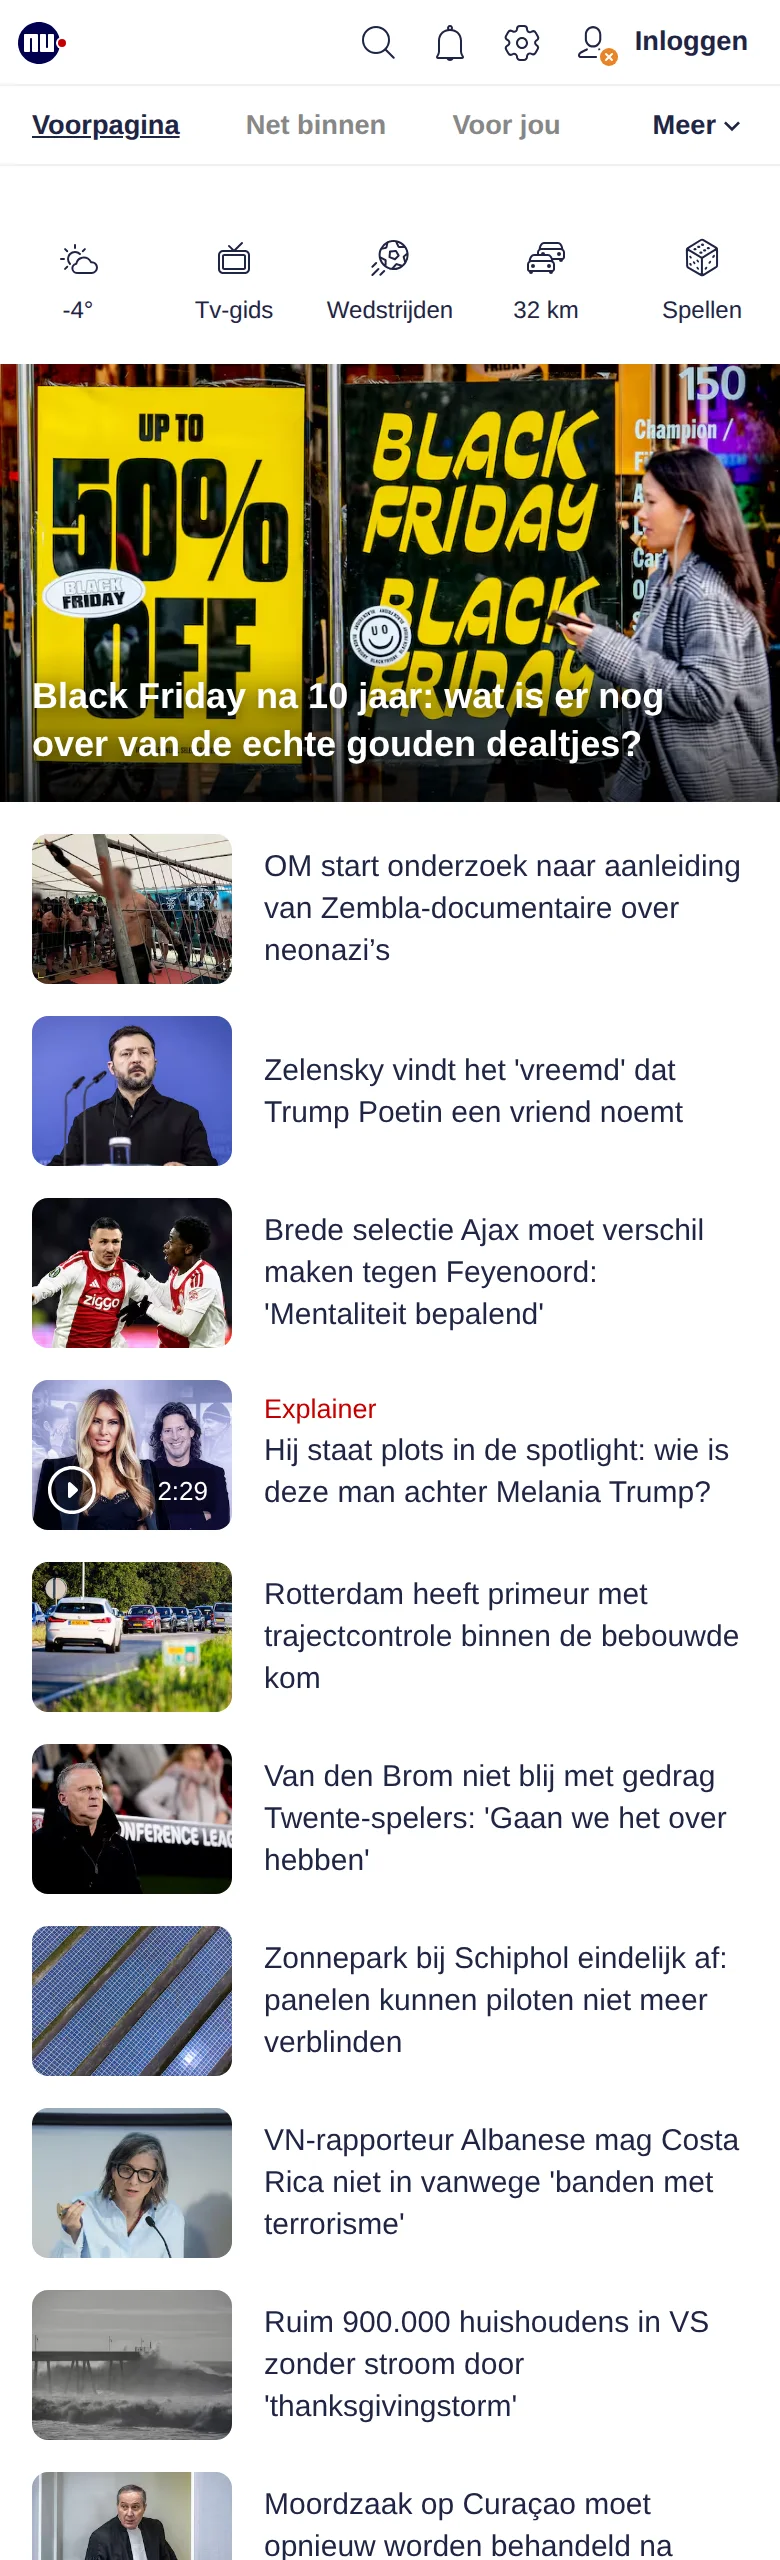 nu
Inloggen
Voorpagina
Net binnen
Voor jou
Meer
-4°
Tv-gids
Wedstrijden
32 km
Spellen
150
Champion /
UP TO
50%
OFF
BLACK
FRIDAY
BLACK
FRIDAY
BLACK
FRIDAY
Black Friday na 10 jaar: wat is er nog
over van de echte gouden dealtjes?
OM start onderzoek naar aanleiding
van Zembla-documentaire over
neonazi’s
Zelensky vindt het 'vreemd' dat
Trump Poetin een vriend noemt
ziggo
Brede selectie Ajax moet verschil
maken tegen Feyenoord:
'Mentaliteit bepalend'
2:29
Explainer
Hij staat plots in de spotlight: wie is
deze man achter Melania Trump?
Rotterdam heeft primeur met
trajectcontrole binnen de bebouwde
kom
ONFERENCE LEAG
Van den Brom niet blij met gedrag
Twente-spelers: 'Gaan we het over
hebben'
Zonnepark bij Schiphol eindelijk af:
panelen kunnen piloten niet meer
verblinden
VN-rapporteur Albanese mag Costa
Rica niet in vanwege 'banden met
terrorisme'
Ruim 900.000 huishoudens in VS
zonder stroom door
'thanksgivingstorm'
Moordzaak op Curaçao moet
opnieuw worden behandeld na